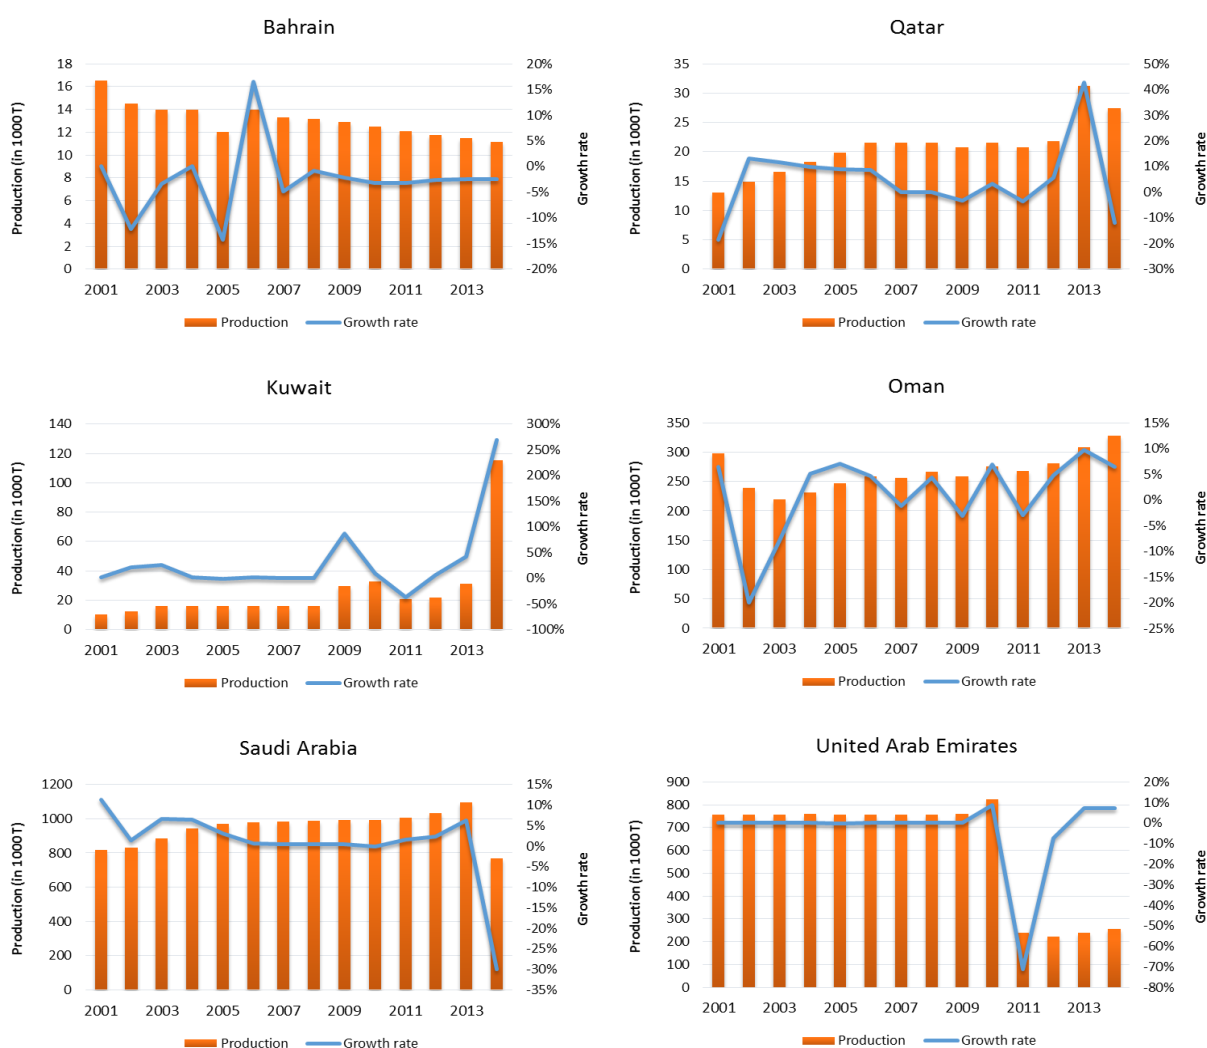 Bahrain
18 20%
16 15%
14 10%
12 5%
10 0%
8 -5%
6 -10%
4 -15%
2 -20%
0
Production (in 1000T)
Growth rate
2001 2003 2005 2007 2009 2011 2013
Production Growth rate
Qatar
35 50%
30 40%
25 30%
20 20%
15 10%
10 0%
5 -10%
0 -20%
-30%
Production (in 1000T)
Growth rate
2001 2003 2005 2007 2009 2011 2013
Production Growth rate
Kuwait
140 300%
120 250%
100 200%
80 150%
60 100%
40 50%
20 0%
0 -50%
-100%
Production (in 1000T)
Growth rate
2001 2003 2005 2007 2009 2011 2013
Production Growth rate
Oman
350 15%
300 10%
250 5%
200 0%
150 -5%
100 -10%
50 -15%
0 -20%
-25%
Production (in 1000T)
Growth rate
2001 2003 2005 2007 2009 2011 2013
Production Growth rate
Saudi Arabia
1200 15%
1000 10%
800 5%
600 0%
400 -5%
200 -10%
0 -15%
-20%
-25%
-30%
-35%
Production (in 1000T)
Growth rate
2001 2003 2005 2007 2009 2011 2013
Production Growth rate
United Arab Emirates
900 20%
800 10%
700 0%
600 -10%
500 -20%
400 -30%
300 -40%
200 -50%
100 -60%
0 -70%
-80%
Production (in 1000T)
Growth rate
2001 2003 2005 2007 2009 2011 2013
Production Growth rate